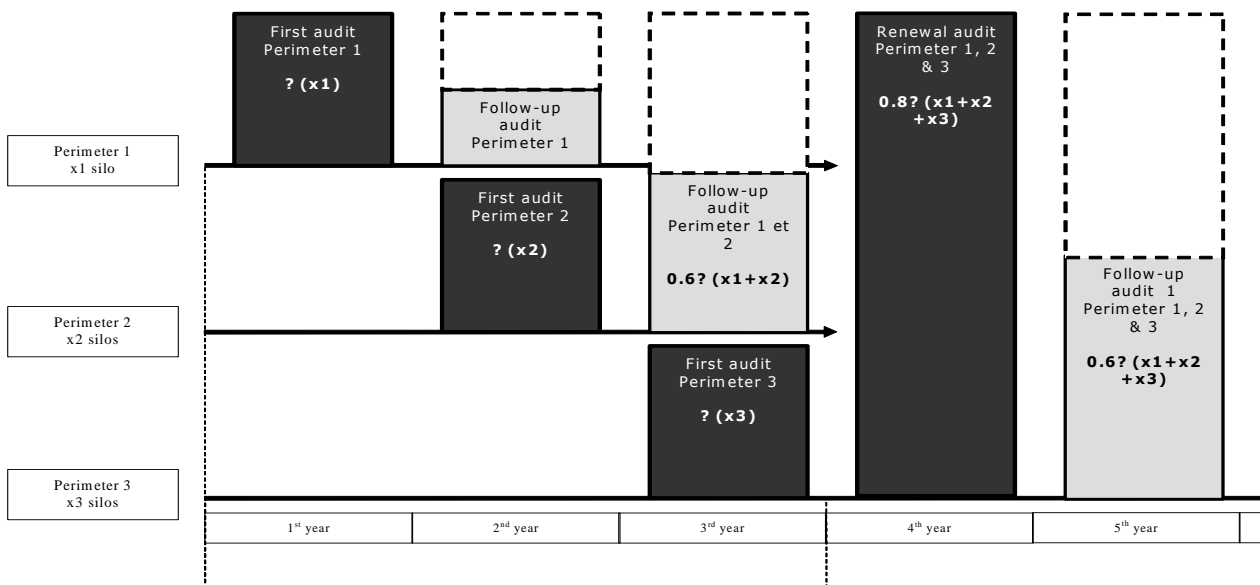 First audit
Perimeter 1
? (x1)
Follow-up
audit
Perimeter 1
Renewal audit
Perimeter 1, 2
& 3
0.8? (x1+x2
+x3)
Perimeter 1
x1 silo
First audit
Perimeter 2
? (x2)
Follow-up
audit
Perimeter 1 et
2
0.6? (x1+x2)
Follow-up
audit 1
Perimeter 1, 2
& 3
0.6? (x1+x2
+x3)
Perimeter 2
x2 silos
First audit
Perimeter 3
? (x3)
Perimeter 3
x3 silos
1st year
2nd year
3rd year
4th year
5th year